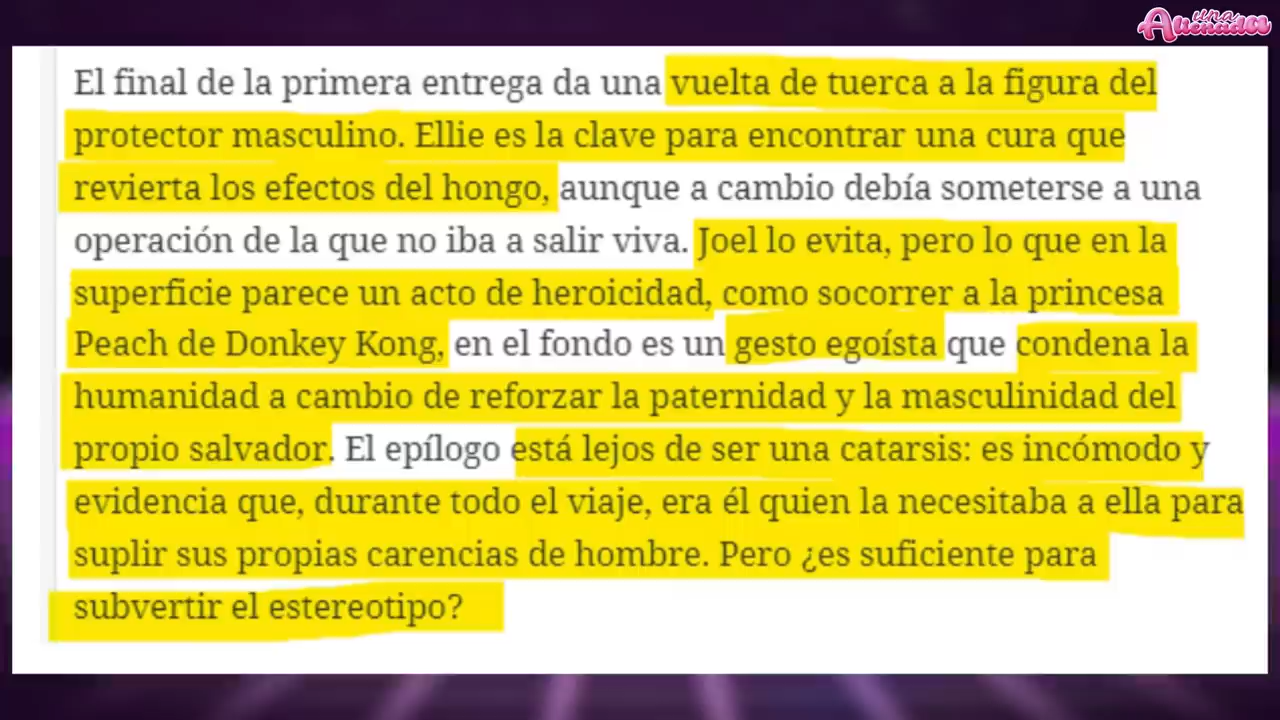 una
Alienada
El final de la primera entrega da una vuelta de tuerca a la figura del
protector masculino. Ellie es la clave para encontrar una cura que
revierta los efectos del hongo, aunque a cambio debía someterse a una
operación de la que no iba a salir viva. Joel lo evita, pero lo que en la
superficie parece un acto de heroicidad, como socorrer a la princesa
Peach de Donkey Kong, en el fondo es un gesto egoísta que condena la
humanidad a cambio de reforzar la paternidad y la masculinidad del
propio salvador. El epílogo está lejos de ser una catarsis: es incómodo y
evidencia que, durante todo el viaje, era él quien la necesitaba a ella para
suplir sus propias carencias de hombre. Pero ¿es suficiente para
subvertir el estereotipo?